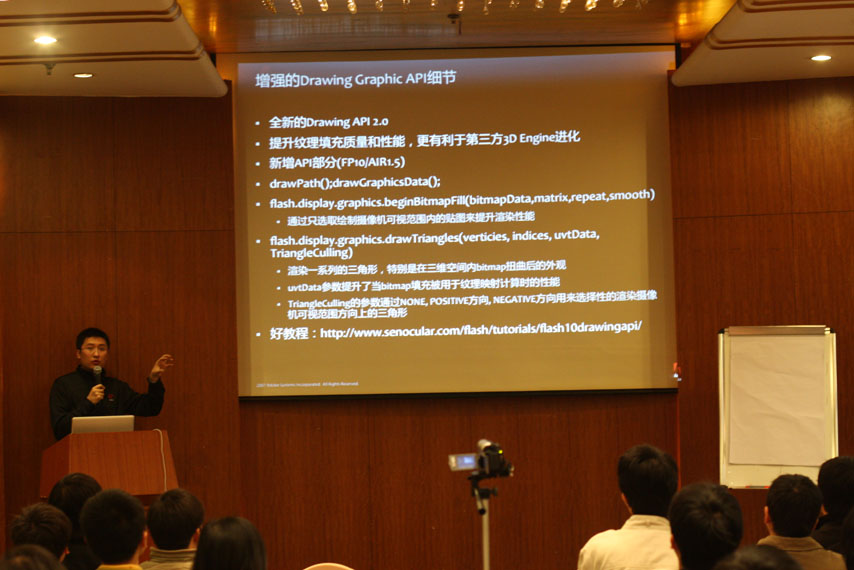 增强的Drawing Graphic API细节
• 全新的Drawing API 2.0
• 提升纹理填充质量和性能，更有利于第三方3D Engine进化
• 新增API部分(FP10/AIR1.5)
• drawPath();drawGraphicsData();
• flash.display.graphics.beginBitmapFill(bitmapData,matrix,repeat,smooth)
• 通过只选取绘制摄像机可视范围内的贴图来提升渲染性能
• flash.display.graphics.drawTriangles(verticies, indices, uvtData,
TriangleCulling)
• 渲染一系列的三角形，特别是在三维空间内bitmap扭曲后的外观
• uvtData参数提升了当bitmap填充被用于纹理映射计算时的性能
• TriangleCulling的参数通过NONE, POSITIVE方向, NEGATIVE方向用来选择性的渲染摄像
机可视范围方向上的三角形
• 好教程：http://www.senocular.com/flash/tutorials/flash10drawingapi/
2007 Adobe Systems Incorporated. All Rights Reserved.